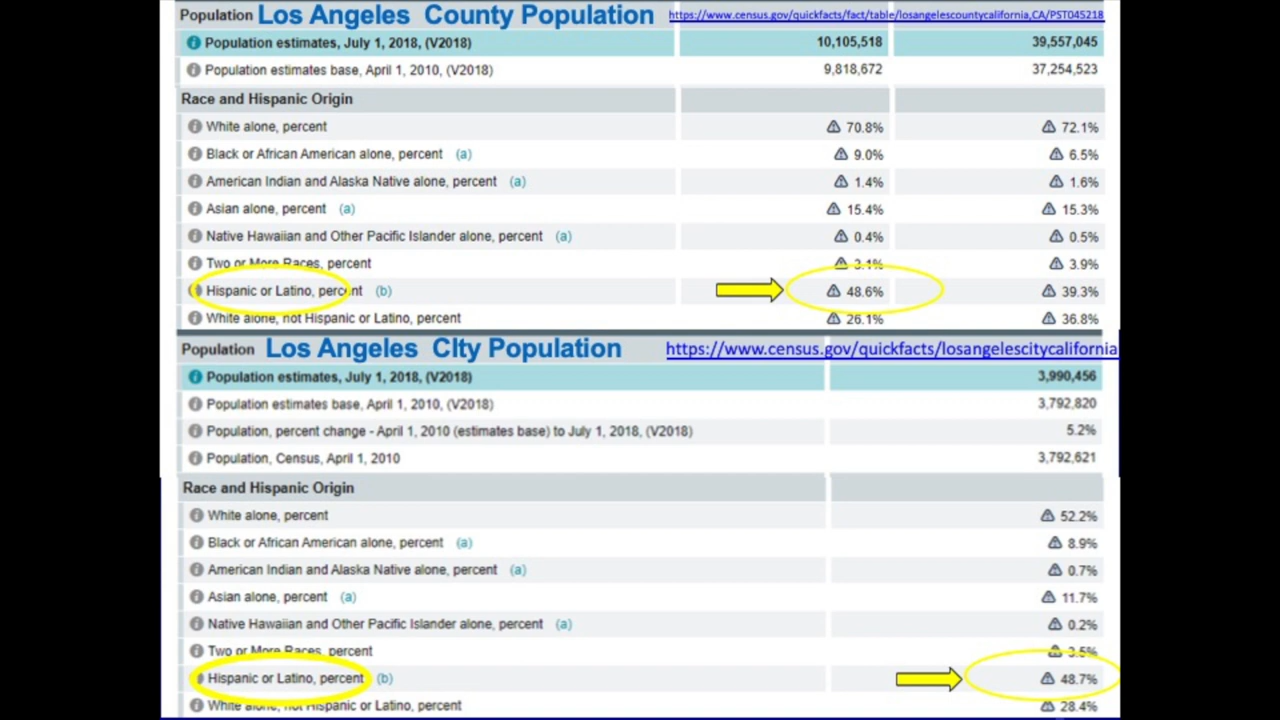 Population Los Angeles County Population https://www.census.gov/quickfacts/fact/table/losangelescountycalifornia,CA/PST045218
Population estimates, July 1, 2018, (V2018) 10,105,518 39,557,045
Population estimates base, April 1, 2010, (V2018) 9,818,672 37,254,523
Race and Hispanic Origin
White alone, percent 70.8% 72.1%
Black or African American alone, percent (a) 9.0% 6.5%
American Indian and Alaska Native alone, percent (a) 1.4% 1.6%
Asian alone, percent (a) 15.4% 15.3%
Native Hawaiian and Other Pacific Islander alone, percent (a) 0.4% 0.5%
Two or More Races, percent 3.1% 3.9%
Hispanic or Latino, percent (b) 48.6% 39.3%
White alone, not Hispanic or Latino, percent 26.1% 36.8%
Population Los Angeles CIty Population https://www.census.gov/quickfacts/losangelescitycalifornia
Population estimates, July 1, 2018, (V2018) 3,990,456
Population estimates base, April 1, 2010, (V2018) 3,792,820
Population, percent change - April 1, 2010 (estimates base) to July 1, 2018, (V2018) 5.2%
Population, Census, April 1, 2010 3,792,621
Race and Hispanic Origin
White alone, percent 52.2%
Black or African American alone, percent (a) 8.9%
American Indian and Alaska Native alone, percent (a) 0.7%
Asian alone, percent (a) 11.7%
Native Hawaiian and Other Pacific Islander alone, percent (a) 0.2%
Two or More Races, percent 3.5%
Hispanic or Latino, percent (b) 48.7%
White alone, not Hispanic or Latino, percent 28.4%